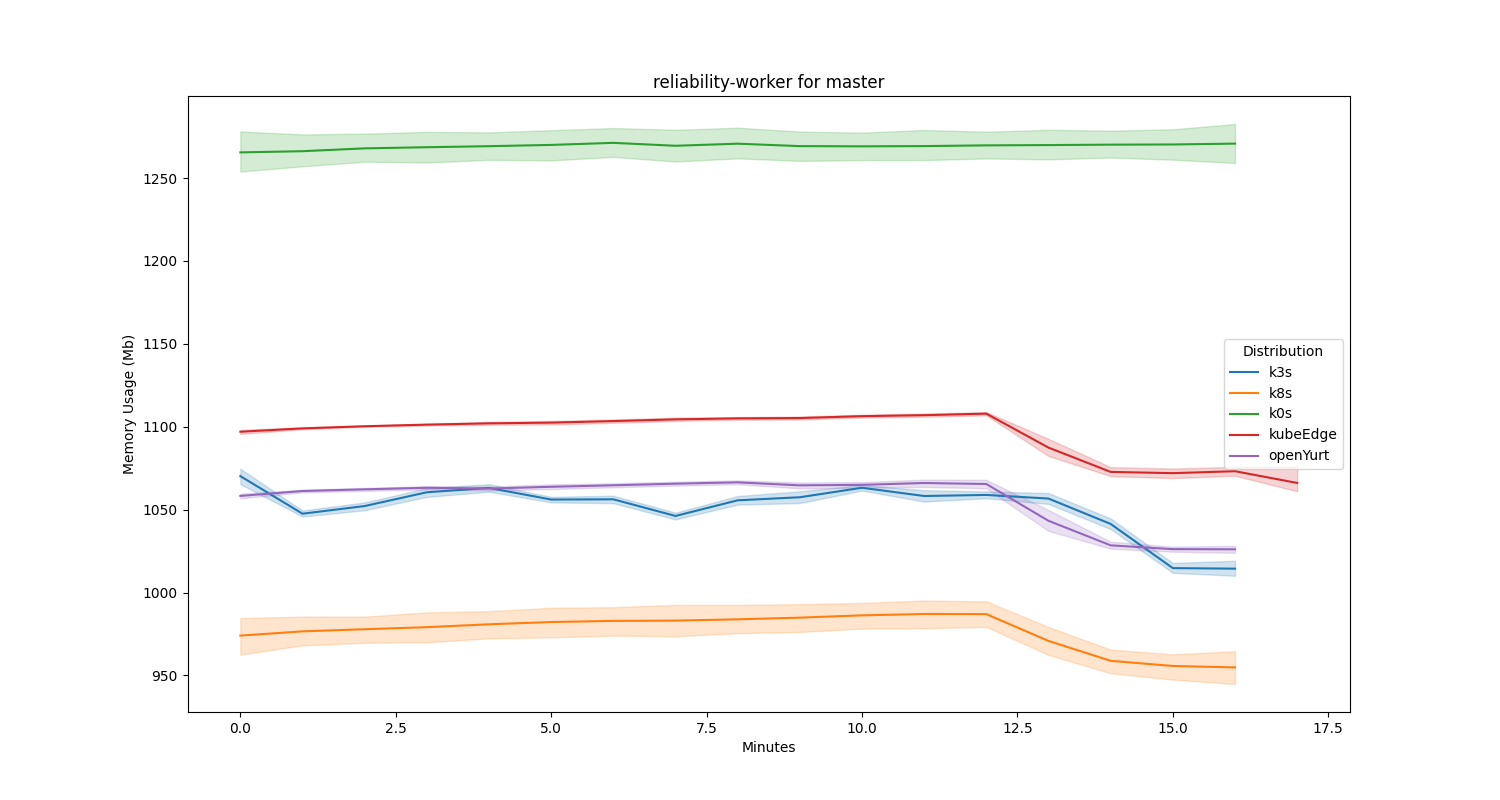 reliability-worker for master
Memory Usage (Mb)
1250
1200
1150
1100
1050
1000
950
Distribution
k3s
k8s
k0s
kubeEdge
openYurt
0.0 2.5 5.0 7.5 10.0 12.5 15.0 17.5
Minutes